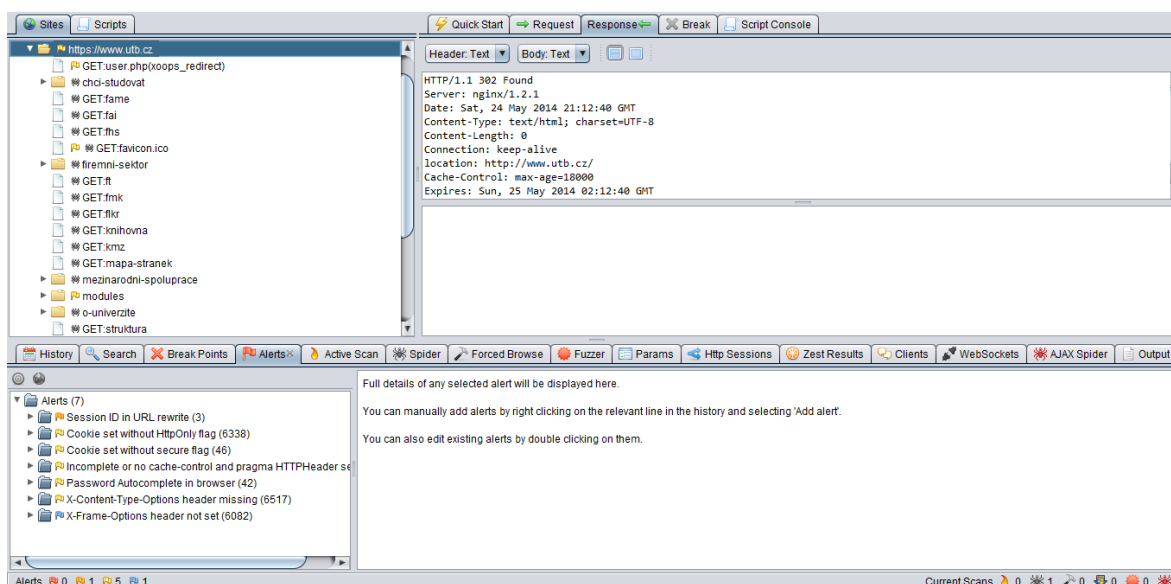 Sites Scripts
Quick Start Request Response Break Script Console
https://www.utb.cz
GET:user.php(xoops_redirect)
chci-studovat
GET:fame
GET:fai
GET:fhs
GET:favicon.ico
firemni-sektor
GET:ft
GET:fmk
GET:flkr
GET:knihovna
GET:kmz
GET:mapa-stranek
mezinarodni-spoluprace
modules
o-univerzite
GET:struktura
Header: Text Body: Text
HTTP/1.1 302 Found
Server: nginx/1.2.1
Date: Sat, 24 May 2014 21:12:40 GMT
Content-Type: text/html; charset=UTF-8
Content-Length: 0
Connection: keep-alive
location: http://www.utb.cz/
Cache-Control: max-age=18000
Expires: Sun, 25 May 2014 02:12:40 GMT
History Search Break Points Alerts Active Scan Spider Forced Browse Fuzzer Params Http Sessions Zest Results Clients WebSockets AJAX Spider Output
Alerts (7)
Session ID in URL rewrite (3)
Cookie set without HttpOnly flag (6338)
Cookie set without secure flag (46)
Incomplete or no cache-control and pragma HTTPHeader se
Password Autocomplete in browser (42)
X-Content-Type-Options header missing (6517)
X-Frame-Options header not set (6082)
Full details of any selected alert will be displayed here.
You can manually add alerts by right clicking on the relevant line in the history and selecting 'Add alert'.
You can also edit existing alerts by double clicking on them.
Alerts 0 1 5 1
Current Scans 0 1 0 0 0